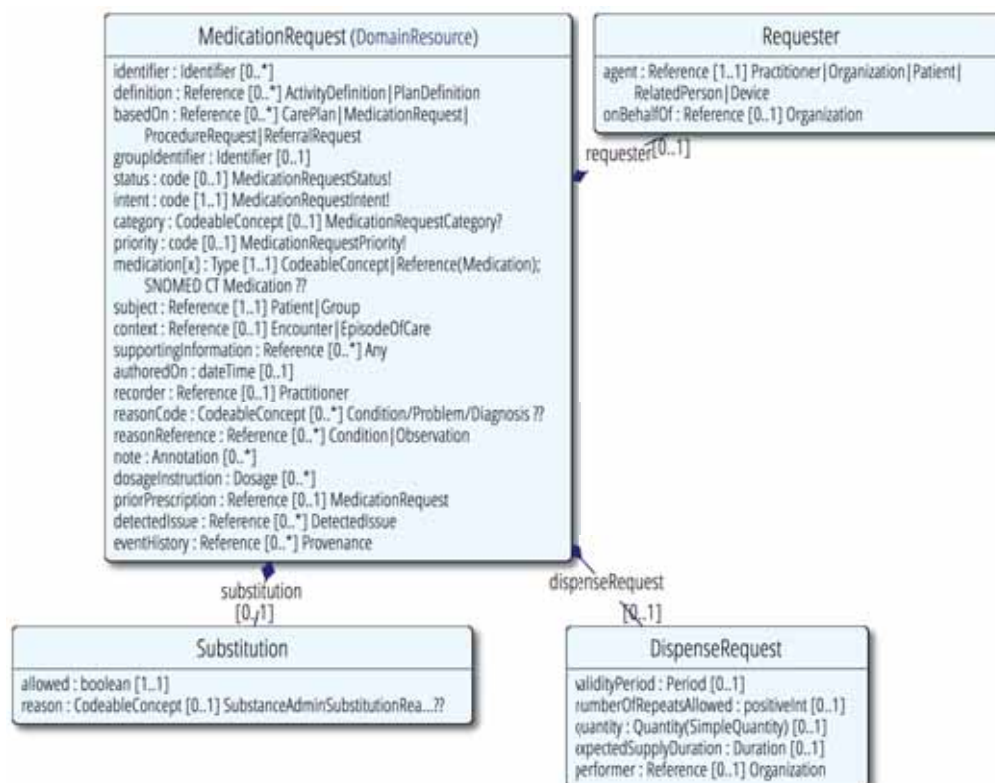 MedicationRequest (DomainResource)
identifier : Identifier [0..*]
definition : Reference [0..*] ActivityDefinition|PlanDefinition
basedOn : Reference [0..*] CarePlan|MedicationRequest|
ProcedureRequest|ReferralRequest
groupIdentifier : Identifier [0..1]
status : code [0..1] MedicationRequestStatus!
intent : code [1..1] MedicationRequestIntent!
category : CodeableConcept [0..1] MedicationRequestCategory?
priority : code [0..1] MedicationRequestPriority!
medication[x] : Type [1..1] CodeableConcept|Reference(Medication);
SNOMED CT Medication ??
subject : Reference [1..1] Patient|Group
context : Reference [0..1] Encounter|EpisodeOfCare
supportingInformation : Reference [0..*] Any
authoredOn : dateTime [0..1]
recorder : Reference [0..1] Practitioner
reasonCode : CodeableConcept [0..*] Condition/Problem/Diagnosis ??
reasonReference : Reference [0..*] Condition|Observation
note : Annotation [0..*]
dosageInstruction : Dosage [0..*]
priorPrescription : Reference [0..1] MedicationRequest
detectedIssue : Reference [0..*] DetectedIssue
eventHistory : Reference [0..*] Provenance
Requester
agent : Reference [1..1] Practitioner|Organization|Patient|
RelatedPerson|Device
onBehalfOf : Reference [0..1] Organization
requester [0..1]
substitution
[0..1]
Substitution
allowed : boolean [1..1]
reason : CodeableConcept [0..1] SubstanceAdminSubstitutionRea...??
dispenseRequest
[0..1]
DispenseRequest
validityPeriod : Period [0..1]
numberOfRepeatsAllowed : positiveInt [0..1]
quantity : Quantity(SimpleQuantity) [0..1]
expectedSupplyDuration : Duration [0..1]
performer : Reference [0..1] Organization